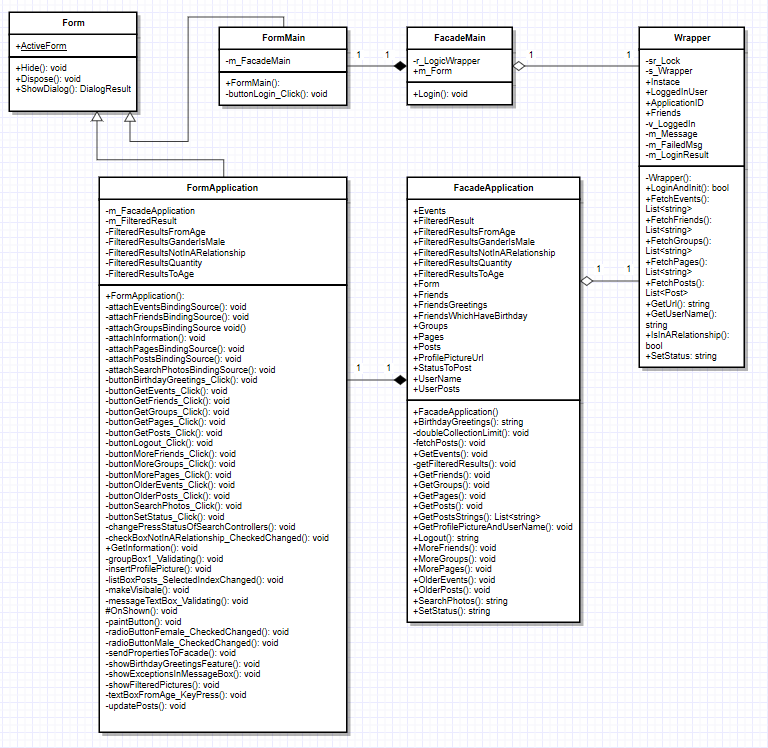 Form
+ActiveForm
+Hide(): void
+Dispose(): void
+ShowDialog(): DialogResult
FormMain
-m_FacadeMain
+FormMain():
-buttonLogin_Click(): void
1
1
FacadeMain
-r_LogicWrapper
+m_Form
+Login(): void
1
1
Wrapper
-sr_Lock
-s_Wrapper
+Instace
+LoggedInUser
+ApplicationID
+Friends
-v_LoggedIn
-m_Message
-m_FailedMsg
-m_LoginResult
-Wrapper():
+LoginAndInit(): bool
+FetchEvents():
List<string>
+FetchFriends():
List<string>
+FetchGroups():
List<string>
+FetchPages():
List<string>
+FetchPosts():
List<Post>
+GetUrl(): string
+GetUserName():
string
+IsInARelationship():
bool
+SetStatus: string
FormApplication
-m_FacadeApplication
-m_FilteredResult
-FilteredResultsFromAge
-FilteredResultsGanderIsMale
-FilteredResultsNotInARelationship
-FilteredResultsQuantity
-FilteredResultsToAge
+FormApplication():
-attachEventsBindingSource(): void
-attachFriendsBindingSource(): void
-attachGroupsBindingSource void()
-attachInformation(): void
-attachPagesBindingSource(): void
-attachPostsBindingSource(): void
-attachSearchPhotosBindingSource(): void
-buttonBirthdayGreetings_Click(): void
-buttonGetEvents_Click(): void
-buttonGetFriends_Click(): void
-buttonGetGroups_Click(): void
-buttonGetPages_Click(): void
-buttonGetPosts_Click(): void
-buttonLogout_Click(): void
-buttonMoreFriends_Click(): void
-buttonMoreGroups_Click(): void
-buttonMorePages_Click(): void
-buttonOlderEvents_Click(): void
-buttonOlderPosts_Click(): void
-buttonSearchPhotos_Click(): void
-buttonSetStatus_Click(): void
-changePressStatusOfSearchControllers(): void
-checkBoxNotInARelationship_CheckedChanged(): void
+GetInformation(): void
-groupBox1_Validating(): void
-insertProfilePicture(): void
-listBoxPosts_SelectedIndexChanged(): void
-makeVisibale(): void
-messageTextBox_Validating(): void
#OnShown(): void
-paintButton(): void
-radioButtonFemale_CheckedChanged(): void
-radioButtonMale_CheckedChanged(): void
-sendPropertiesToFacade(): void
-showBirthdayGreetingsFeature(): void
-showExceptionsInMessageBox(): void
-showFilteredPictures(): void
-textBoxFromAge_KeyPress(): void
-updatePosts(): void
1
1
FacadeApplication
+Events
+FilteredResult
+FilteredResultsFromAge
+FilteredResultsGanderIsMale
+FilteredResultsNotInARelationship
+FilteredResultsQuantity
+FilteredResultsToAge
+Form
+Friends
+FriendsGreetings
+FriendsWhichHaveBirthday
+Groups
+Pages
+Posts
+ProfilePictureUrl
+StatusToPost
+UserName
+UserPosts
+FacadeApplication()
+BirthdayGreetings(): string
-doubleCollectionLimit(): void
-fetchPosts(): void
+GetEvents(): void
-getFilteredResults(): void
+GetFriends(): void
+GetGroups(): void
+GetPages(): void
+GetPosts(): void
+GetPostsStrings(): List<string>
+GetProfilePictureAndUserName(): void
+Logout(): string
+MoreFriends(): void
+MoreGroups(): void
+MorePages(): void
+OlderEvents(): void
+OlderPosts(): void
+SearchPhotos(): string
+SetStatus(): string
1
1